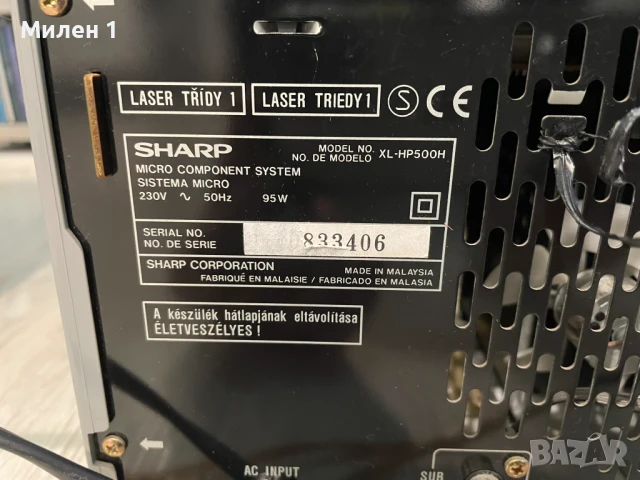 Милен 1
LASER TŘÍDY 1
LASER TRIEDY 1
S CE
SHARP
MODEL NO. XL-HP500H
NO. DE MODELO
MICRO COMPONENT SYSTEM
SISTEMA MICRO
230V ∿ 50Hz 95W
SERIAL NO.
NO. DE SERIE
833406
SHARP CORPORATION
MADE IN MALAYSIA
FABRIQUÉ EN MALAISIE / FABRICADO EN MALASIA
A készülék hátlapjának eltávolítása
ÉLETVESZÉLYES !
AC INPUT
SUB
BAZAR.BG